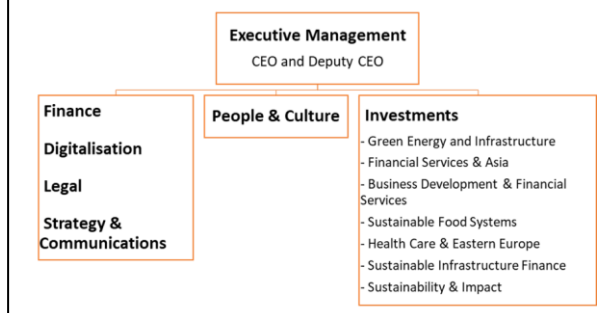 Executive Management
CEO and Deputy CEO
Finance
Digitalisation
Legal
Strategy &
Communications
People & Culture
Investments
- Green Energy and Infrastructure
- Financial Services & Asia
- Business Development & Financial
Services
- Sustainable Food Systems
- Health Care & Eastern Europe
- Sustainable Infrastructure Finance
- Sustainability & Impact